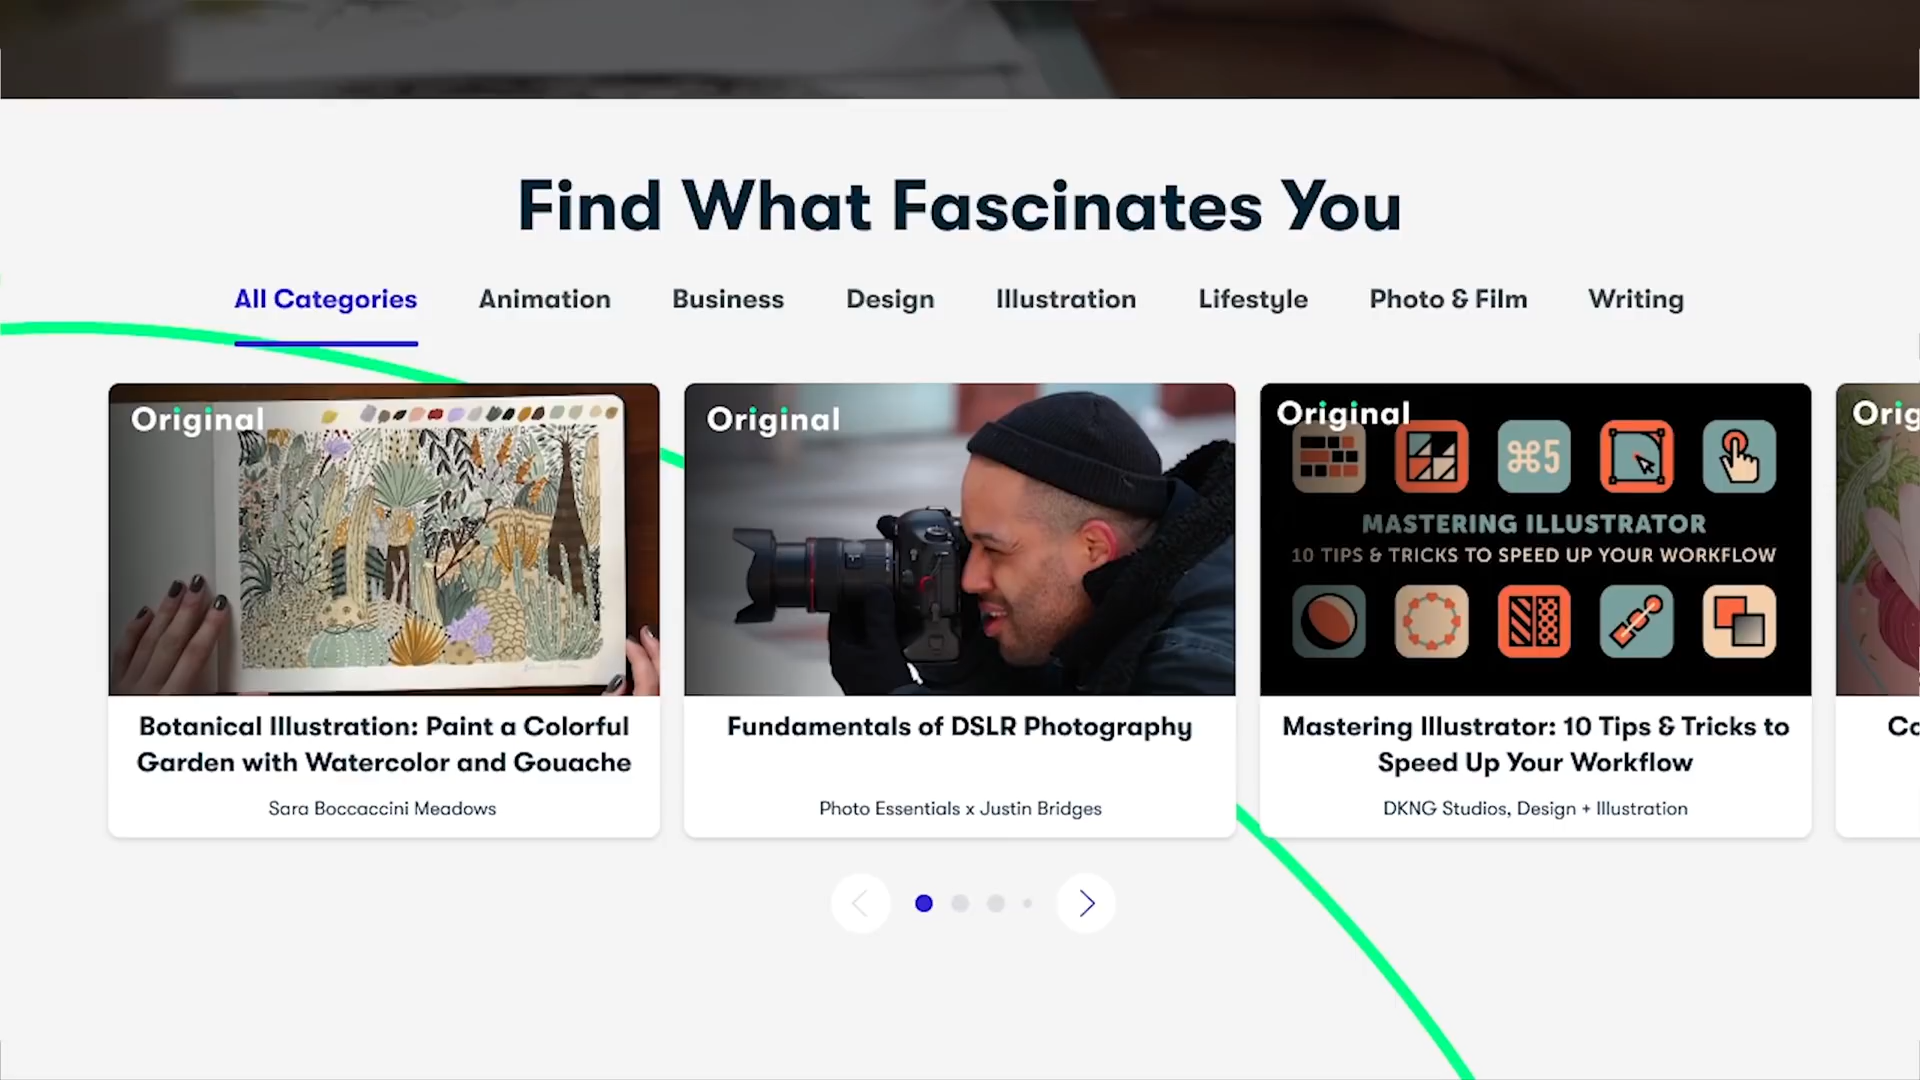 Find What Fascinates You
All Categories Animation Business Design Illustration Lifestyle Photo & Film Writing
Original
Botanical Illustration: Paint a Colorful
Garden with Watercolor and Gouache
Sara Boccaccini Meadows
Original
Fundamentals of DSLR Photography
Photo Essentials x Justin Bridges
Original
⌘5
MASTERING ILLUSTRATOR
10 TIPS & TRICKS TO SPEED UP YOUR WORKFLOW
Mastering Illustrator: 10 Tips & Tricks to
Speed Up Your Workflow
DKNG Studios, Design + Illustration
Orig